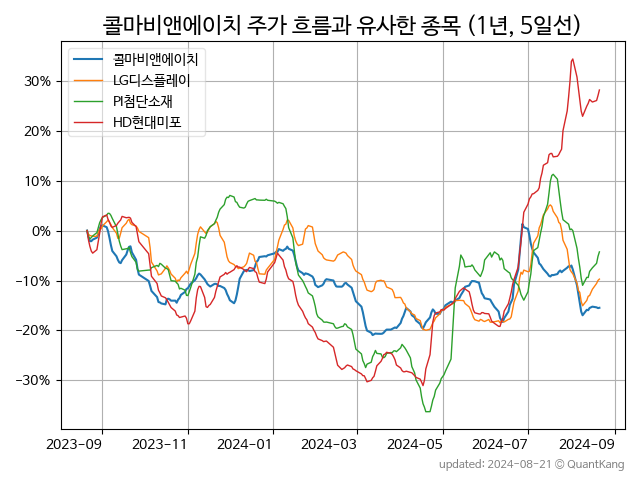 콜마비앤에이치 주가 흐름과 유사한 종목 (1년, 5일선)
콜마비앤에이치
LG디스플레이
PI첨단소재
HD현대미포
30%
20%
10%
0%
−10%
−20%
−30%
2023-09
2023-11
2024-01
2024-03
2024-05
2024-07
2024-09
updated: 2024-08-21 © QuantKang